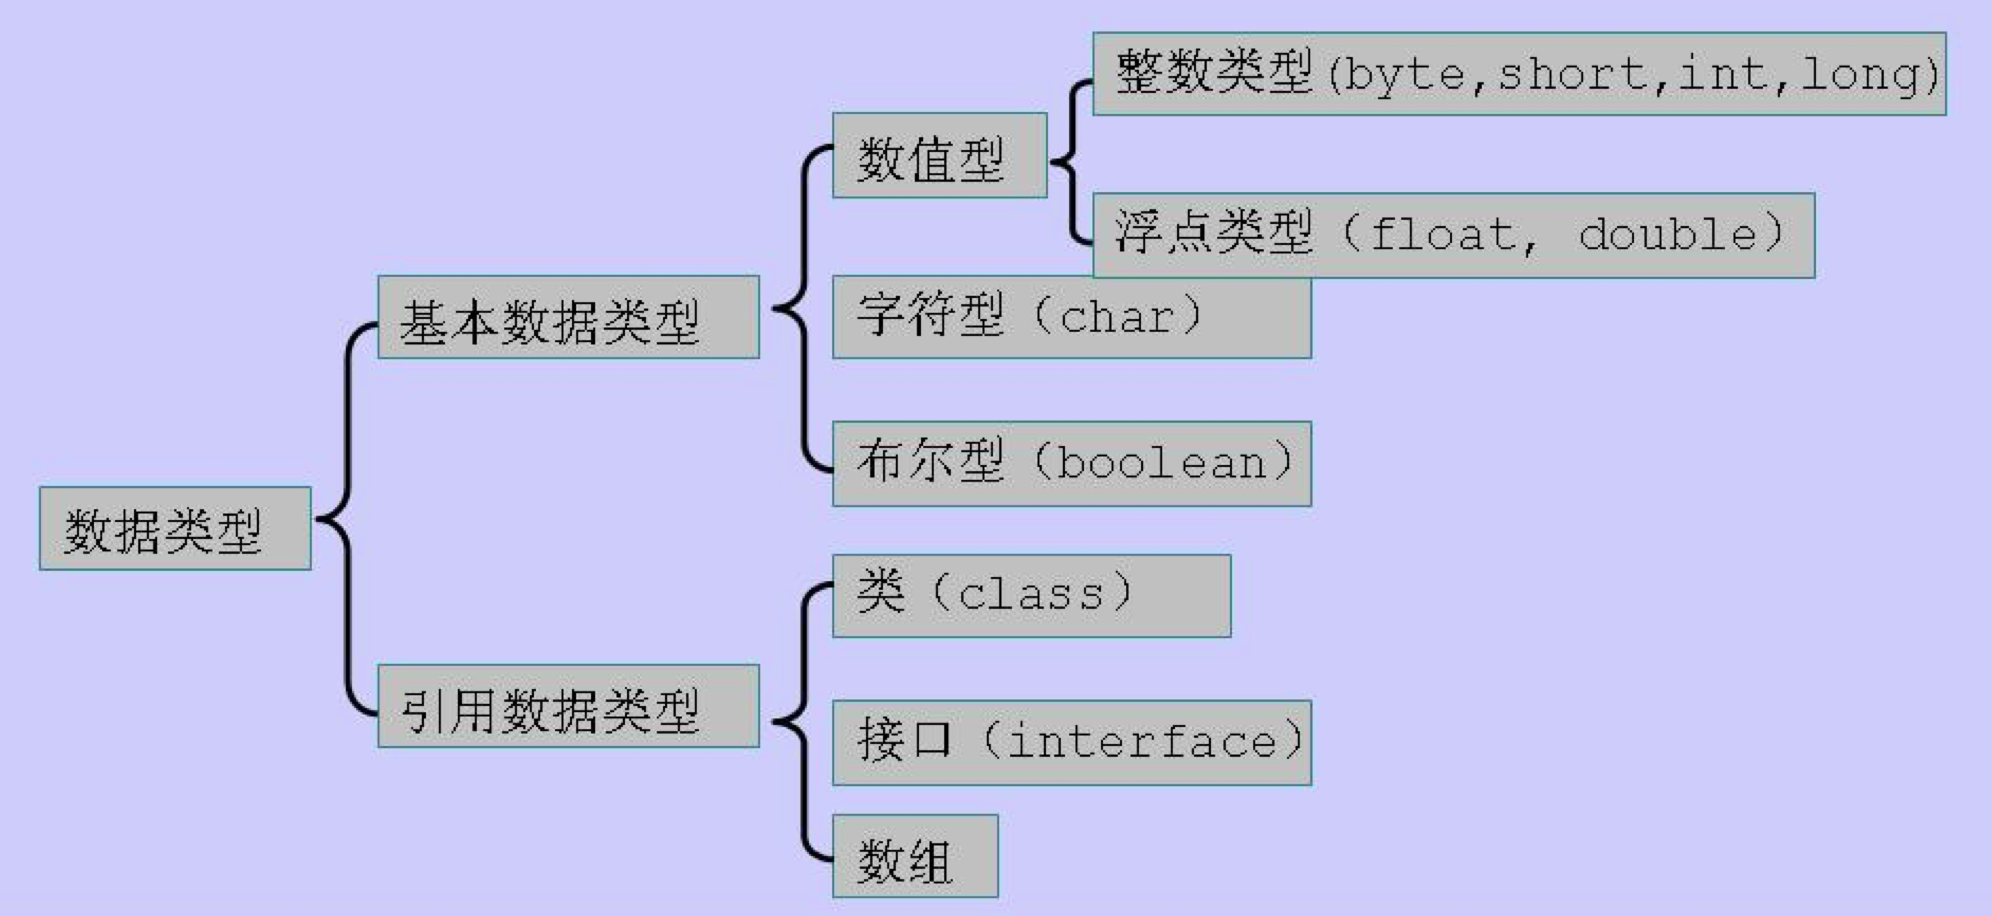 整数类型(byte,short,int,long)
数值型
浮点类型（float, double）
基本数据类型
字符型（char）
布尔型（boolean）
数据类型
类（class）
引用数据类型
接口（interface）
数组